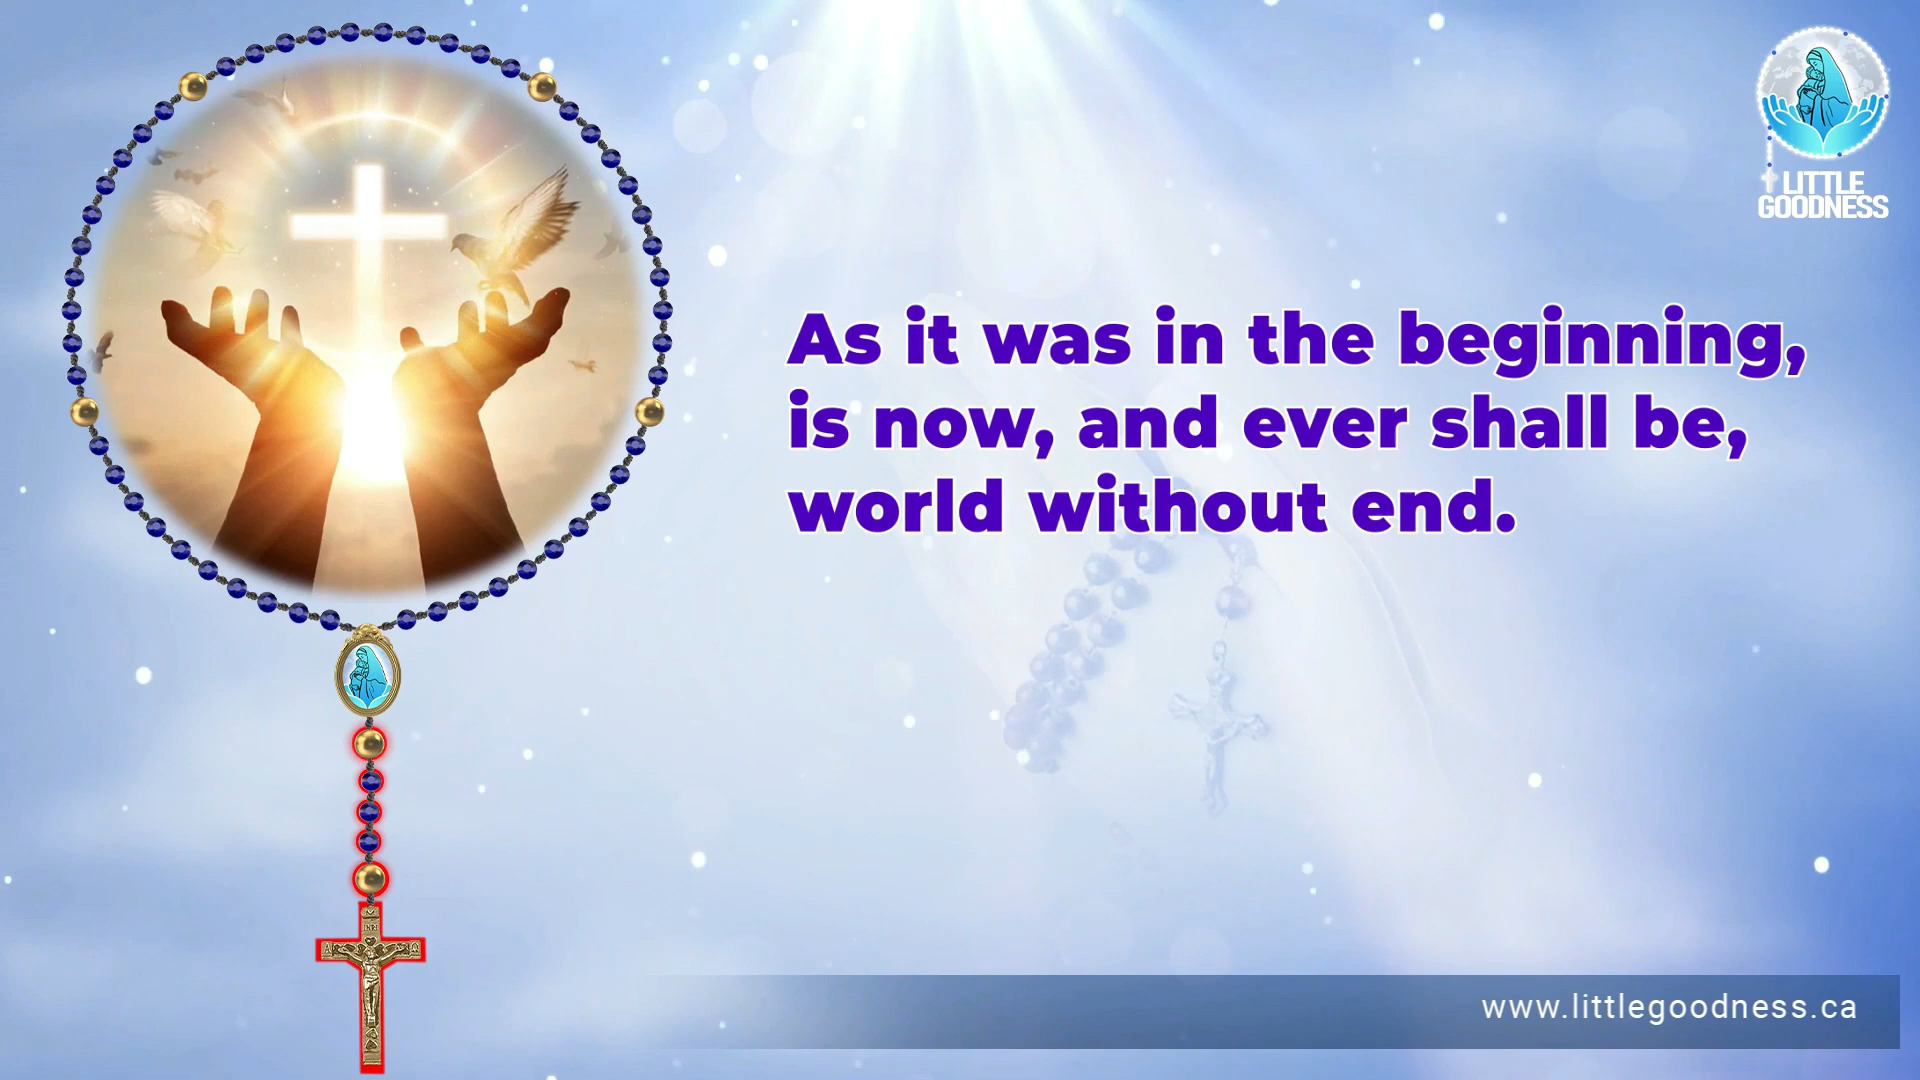 LITTLE
GOODNESS
As it was in the beginning,
is now, and ever shall be,
world without end.
INRI
A Ω
www.littlegoodness.ca